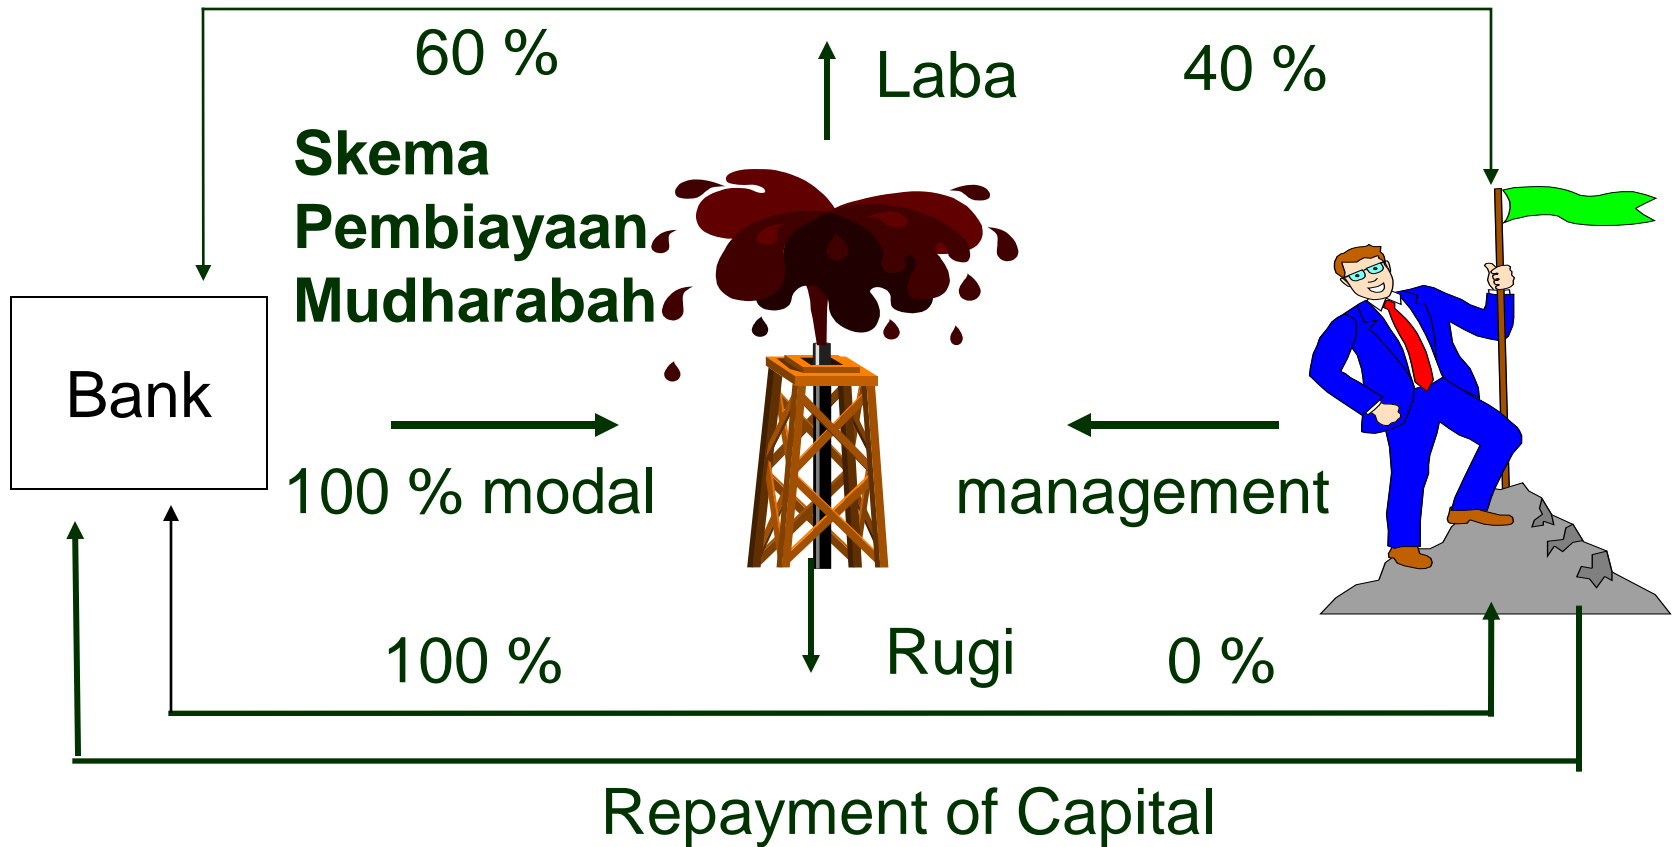 60 %
Laba
40 %
Skema
Pembiayaan
Mudharabah
Bank
100 % modal
management
100 %
Rugi
0 %
Repayment of Capital